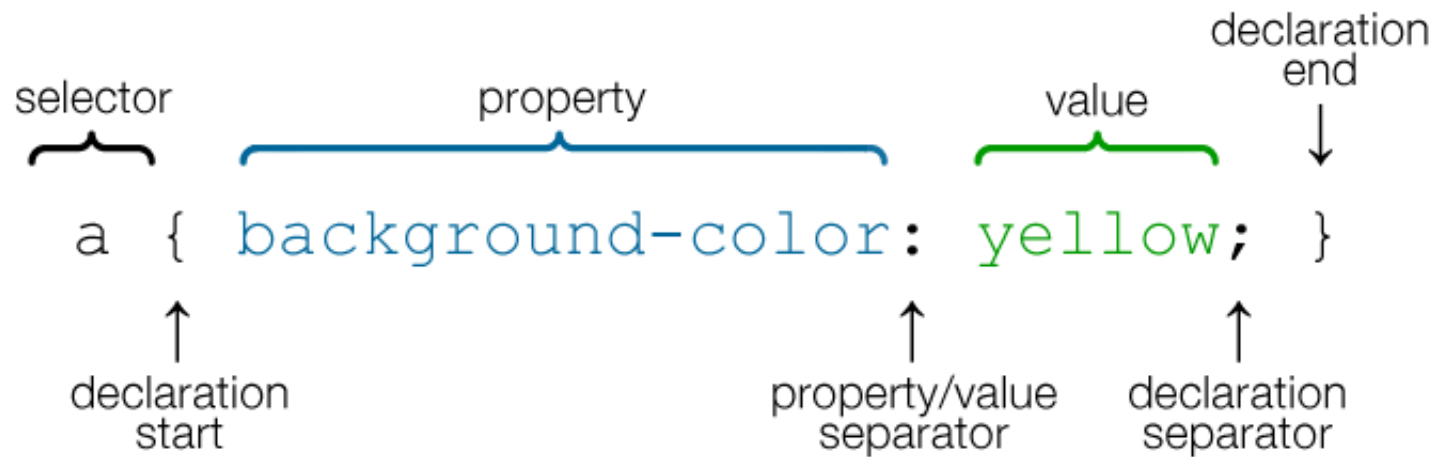 declaration
end
selector
property
value
a { background-color: yellow; }
declaration
start
property/value
separator
declaration
separator